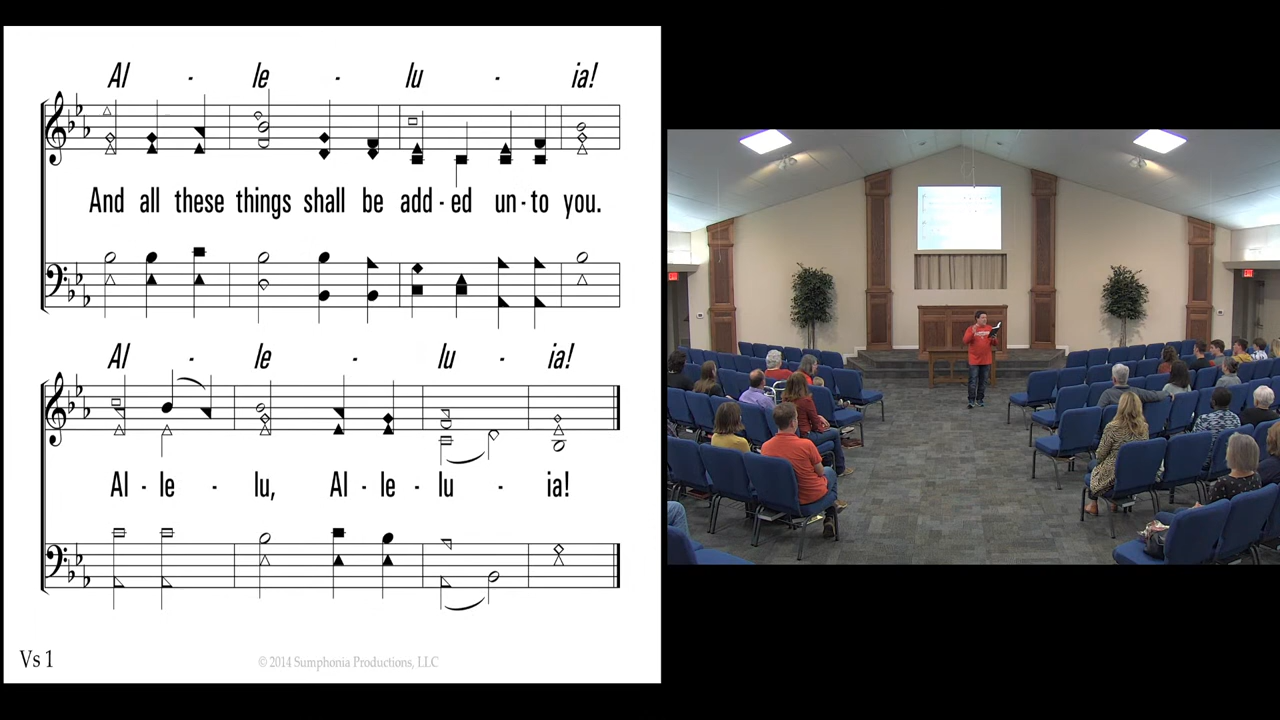 Al - le - lu - ia!
And all these things shall be add - ed un - to you.
Al - le - lu - ia!
Al - le - lu, Al - le - lu - ia!
Vs 1
© 2014 Sumphonia Productions, LLC